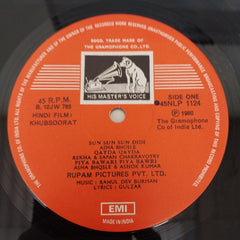 REGD. TRADE MARK OF
THE GRAMOPHONE CO.LTD.
HIS MASTER'S VOICE
45 R.P.M.
B. 12JW 785
HINDI FILM:
KHUBSOORAT
SIDE ONE
45NLP 1124
℗ 1980
The Gramophone
Co of India Ltd.
SUN SUN SUN DIDI
ASHA BHOSLE
QAYDA QAYDA
REKHA & SAPAN CHAKRAVORTY
PIYA BAWARI PIYA BAWRI
ASHA BHOSLE & ASHOK KUMAR
RUPAM PICTURES PVT. LTD.
MUSIC : RAHUL DEV BURMAN
LYRICS : GULZAR
EMI
MADE IN INDIA